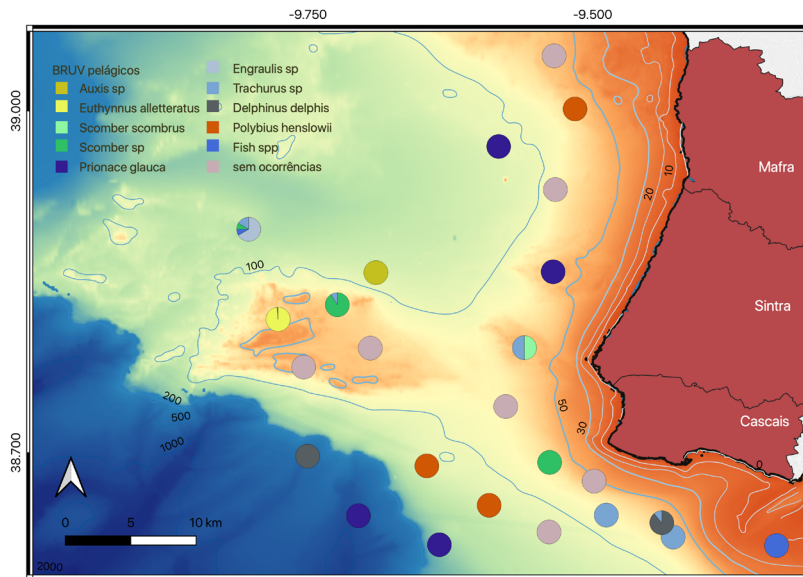 -9.750
-9.500
39.000
38.700
BRUV pelágicos
Auxis sp
Euthynnus alletteratus
Scomber scombrus
Scomber sp
Prionace glauca
Engraulis sp
Trachurus sp
Delphinus delphis
Polybius henslowii
Fish spp
sem ocorrências
Mafra
10
20
100
Sintra
50
30
Cascais
0
200
500
1000
0 5 10 km
2000